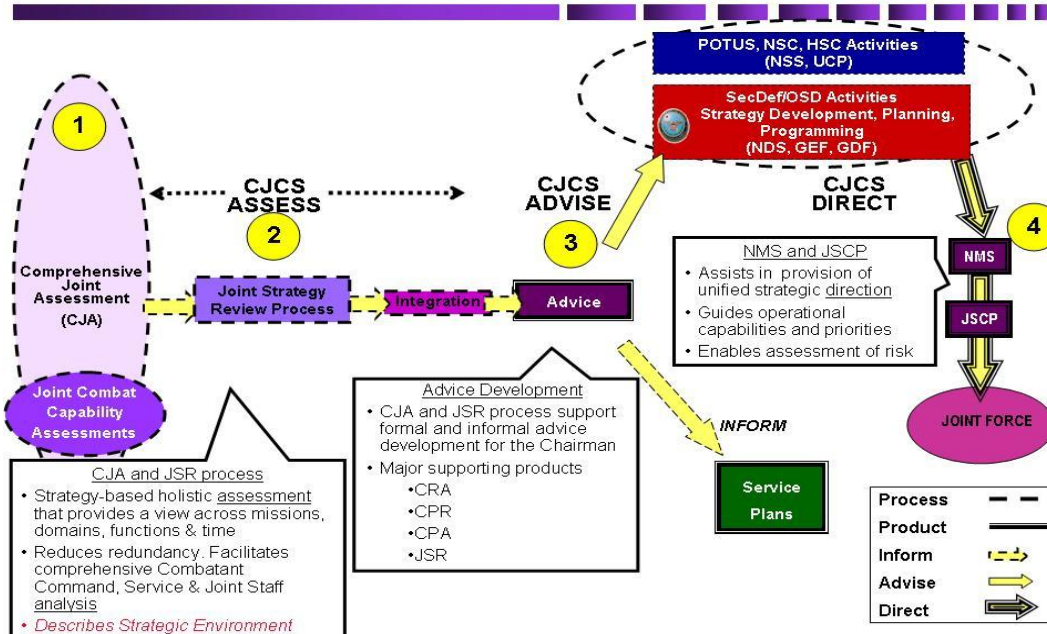 POTUS, NSC, HSC Activities
(NSS, UCP)
SecDef/OSD Activities
Strategy Development, Planning,
Programming
(NDS, GEF, GDF)
1
CJCS
ASSESS
2
CJCS
ADVISE
3
CJCS
DIRECT
4
Comprehensive
Joint
Assessment
(CJA)
Joint Strategy
Review Process
Integration
Advice
NMS and JSCP
• Assists in provision of
unified strategic direction
• Guides operational
capabilities and priorities
• Enables assessment of risk
NMS
JSCP
JOINT FORCE
Joint Combat
Capability
Assessments
CJA and JSR process
• Strategy-based holistic assessment
that provides a view across missions,
domains, functions & time
• Reduces redundancy. Facilitates
comprehensive Combatant
Command, Service & Joint Staff
analysis
• Describes Strategic Environment
Advice Development
• CJA and JSR process support
formal and informal advice
development for the Chairman
• Major supporting products
•CRA
•CPR
•CPA
•JSR
INFORM
Service
Plans
Process
Product
Inform
Advise
Direct